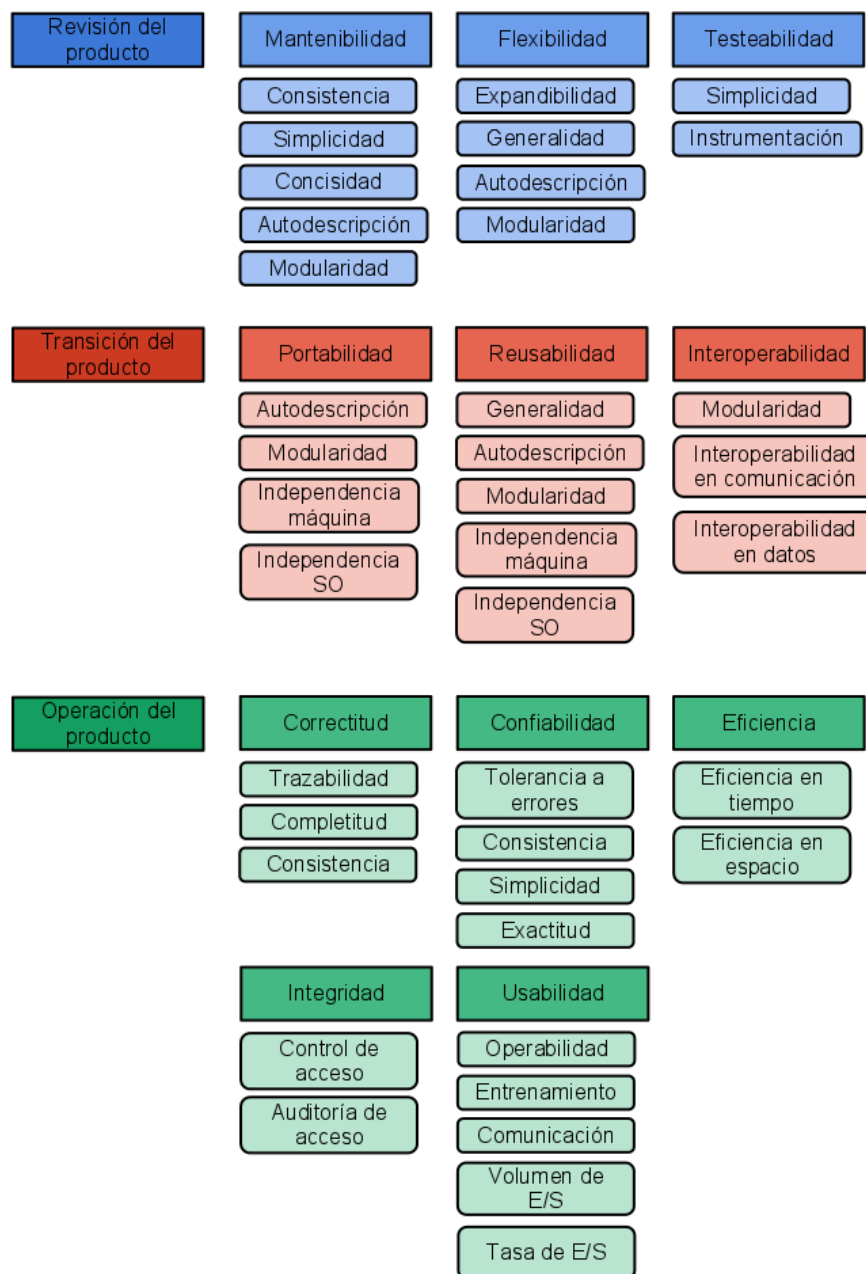 Revisión del
producto
Mantenibilidad
Flexibilidad
Testeabilidad
Consistencia
Simplicidad
Concisidad
Autodescripción
Modularidad
Expandibilidad
Generalidad
Autodescripción
Modularidad
Simplicidad
Instrumentación
Transición del
producto
Portabilidad
Reusabilidad
Interoperabilidad
Autodescripción
Modularidad
Independencia
máquina
Independencia
SO
Generalidad
Autodescripción
Modularidad
Independencia
máquina
Independencia
SO
Modularidad
Interoperabilidad
en comunicación
Interoperabilidad
en datos
Operación del
producto
Correctitud
Confiabilidad
Eficiencia
Trazabilidad
Completitud
Consistencia
Tolerancia a
errores
Consistencia
Simplicidad
Exactitud
Eficiencia en
tiempo
Eficiencia en
espacio
Integridad
Usabilidad
Control de
acceso
Auditoría de
acceso
Operabilidad
Entrenamiento
Comunicación
Volumen de
E/S
Tasa de E/S